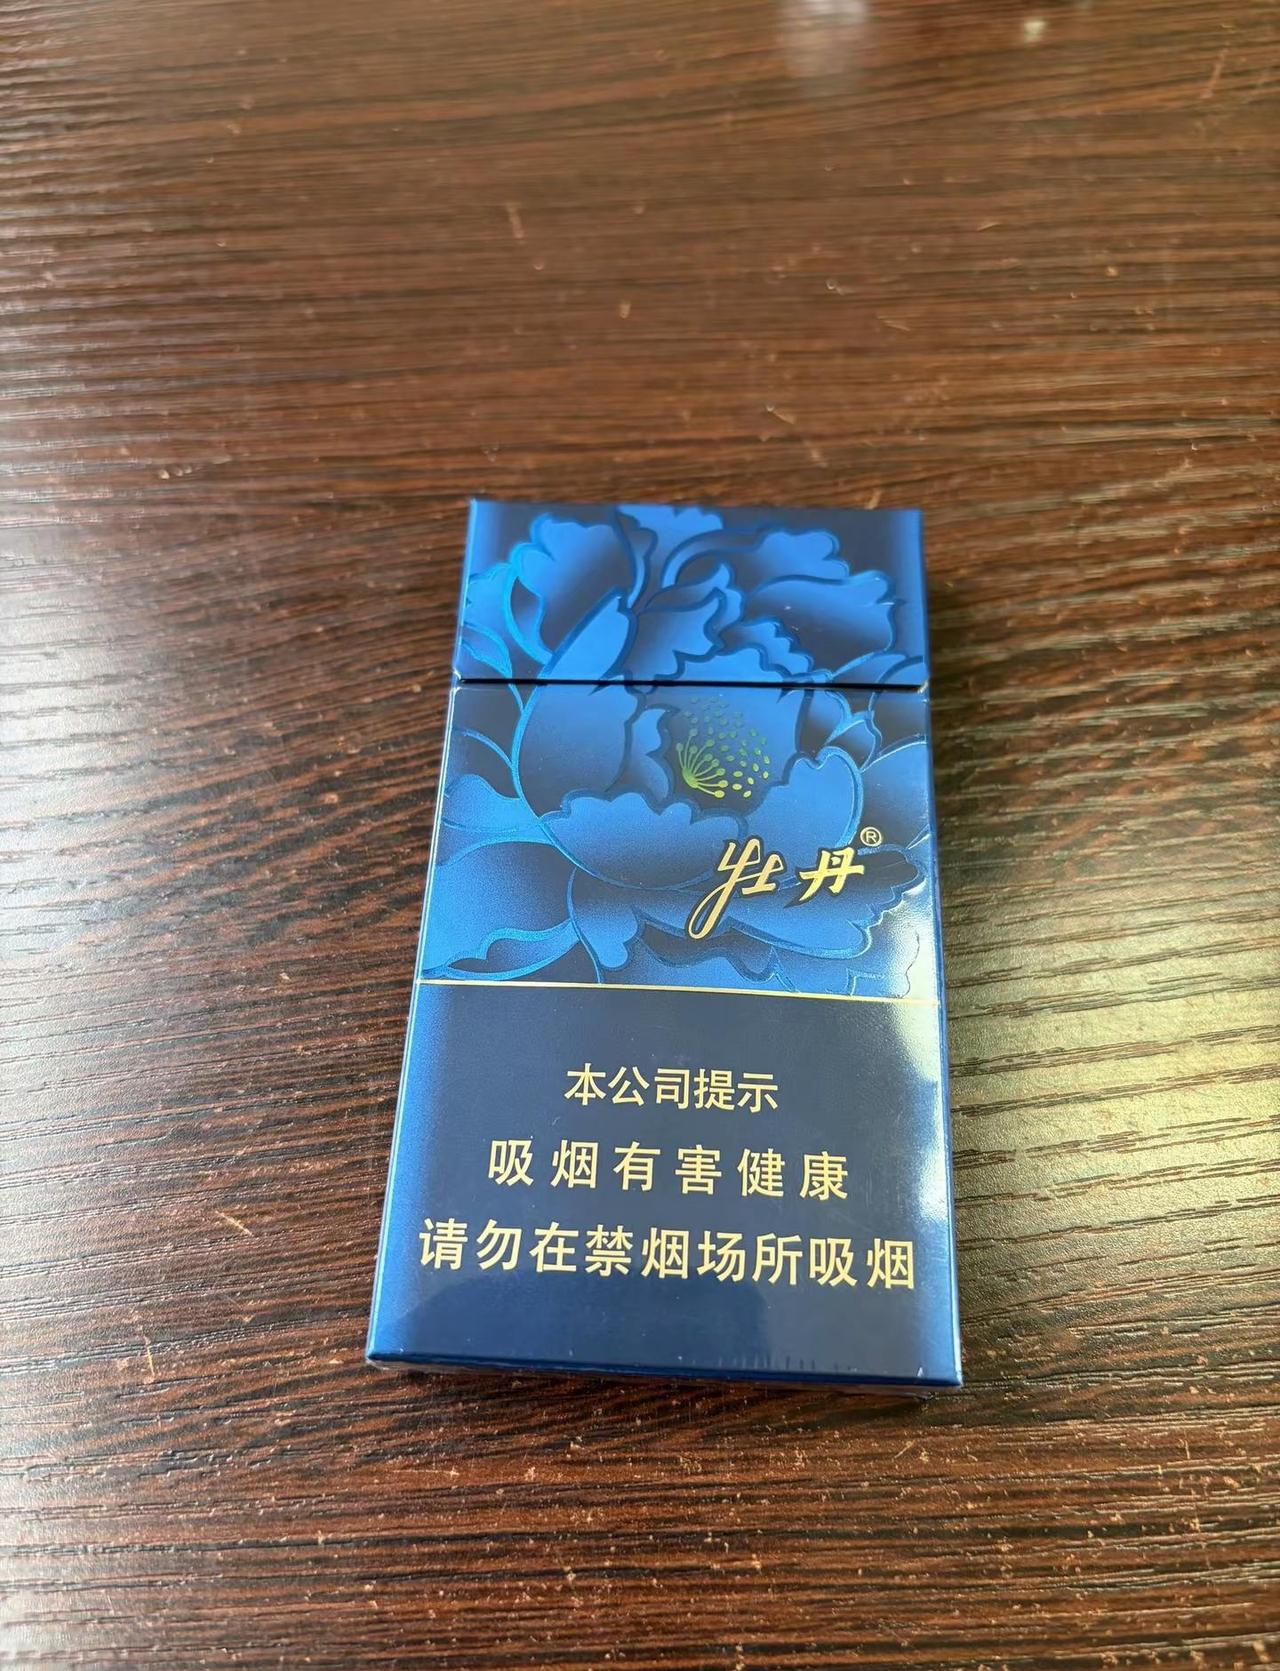 牡丹®
本公司提示
吸烟有害健康
请勿在禁烟场所吸烟